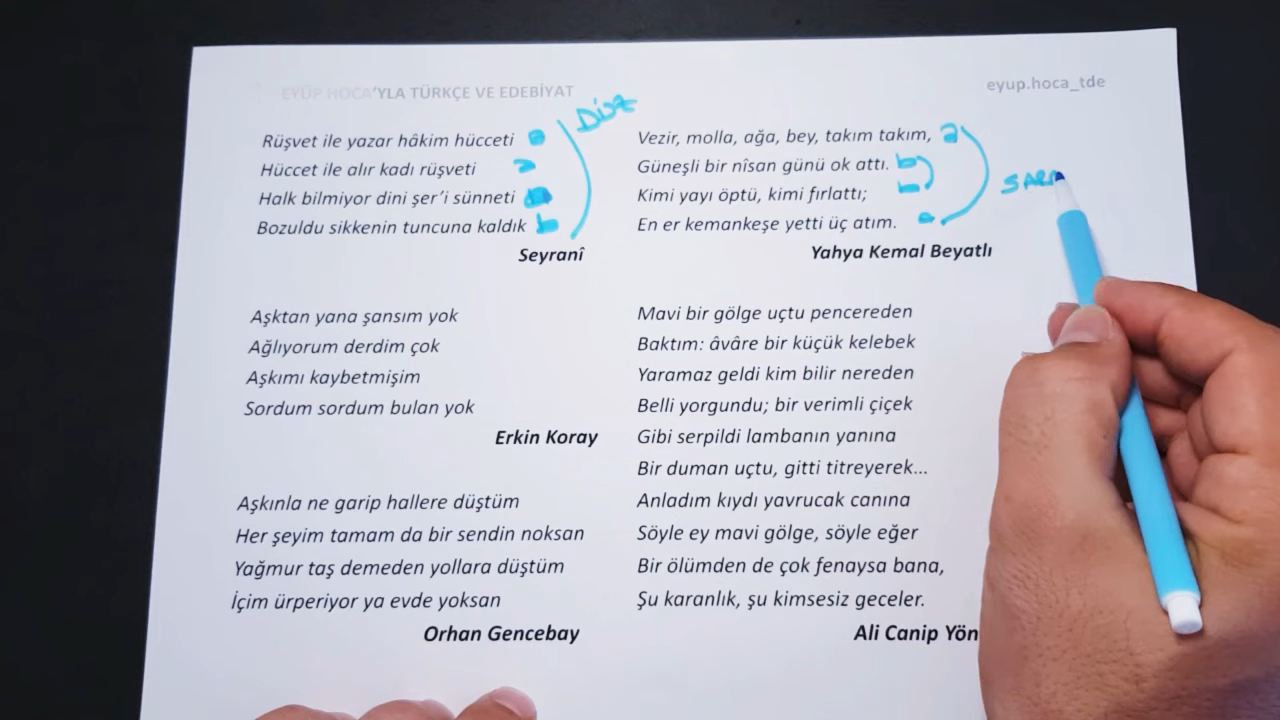 EYÜP HOCA'YLA TÜRKÇE VE EDEBİYAT
eyup.hoca_tde
Rüşvet ile yazar hâkim hücceti
Hüccet ile alır kadı rüşveti a
Halk bilmiyor dini şer'i sünneti
Bozuldu sikkenin tuncuna kaldık b
DÜZ
Seyranî
Vezir, molla, ağa, bey, takım takım, a
Güneşli bir nîsan günü ok attı. b
Kimi yayı öptü, kimi fırlattı; b
En er kemankeşe yetti üç atım. a
SAR
Yahya Kemal Beyatlı
Aşktan yana şansım yok
Ağlıyorum derdim çok
Aşkımı kaybetmişim
Sordum sordum bulan yok
Erkin Koray
Aşkınla ne garip hallere düştüm
Her şeyim tamam da bir sendin noksan
Yağmur taş demeden yollara düştüm
İçim ürperiyor ya evde yoksan
Orhan Gencebay
Mavi bir gölge uçtu pencereden
Baktım: âvâre bir küçük kelebek
Yaramaz geldi kim bilir nereden
Belli yorgundu; bir verimli çiçek
Gibi serpildi lambanın yanına
Bir duman uçtu, gitti titreyerek...
Anladım kıydı yavrucak canına
Söyle ey mavi gölge, söyle eğer
Bir ölümden de çok fenaysa bana,
Şu karanlık, şu kimsesiz geceler.
Ali Canip Yön